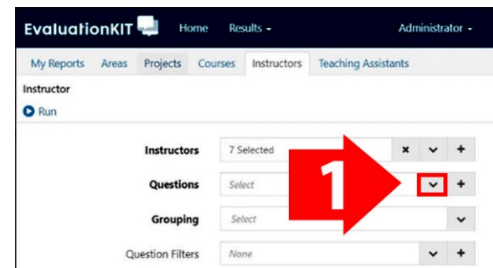 EvaluationKIT Home Results Administrator
My Reports Areas Projects Courses Instructors Teaching Assistants
Instructor
Run
Instructors 7 Selected
Questions Select
1
Grouping Select
Question Filters None